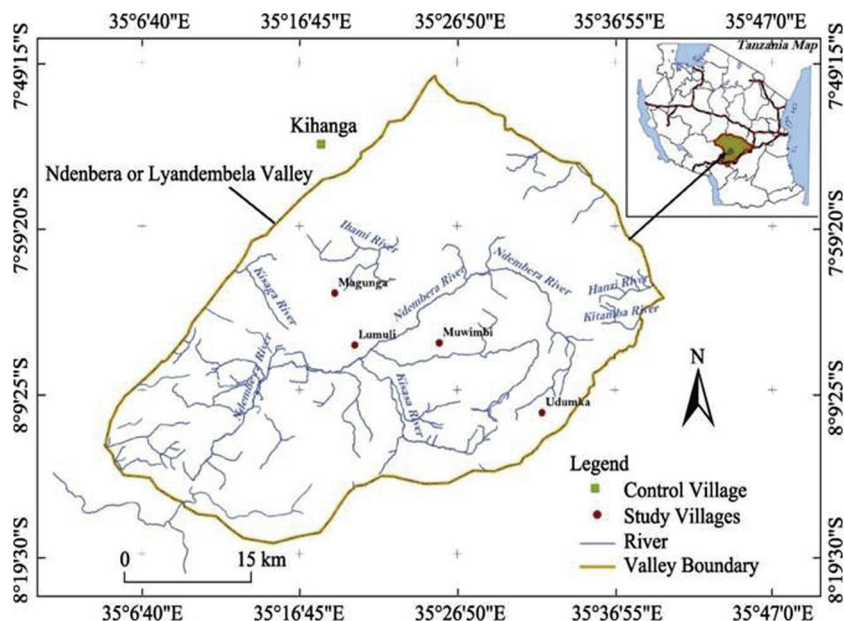 35°6'40"E 35°16'45"E 35°26'50"E 35°36'55"E 35°47'0"E
7°49'15"S 7°49'15"S
Tanzania Map
Kihanga
Ndenbera or Lyandembela Valley
7°59'20"S 7°59'20"S
Ihami River
Kisaga River
Magunga
Ndembera River
Ndembera River
Hanzi River
Kitamba River
Lumuli
Muwimbi
Ndembera River
Kisasa River
Udumka
8°9'25"S 8°9'25"S
N
Legend
Control Village
Study Villages
River
Valley Boundary
0 15 km
8°19'30"S 8°19'30"S
35°6'40"E 35°16'45"E 35°26'50"E 35°36'55"E 35°47'0"E